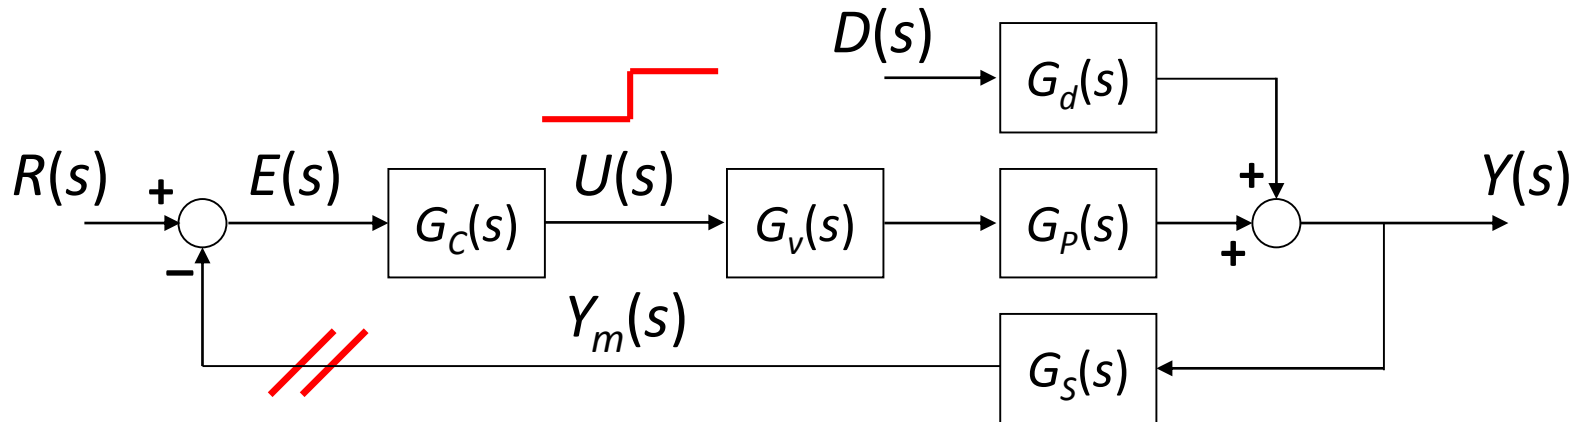 D(s)
G_d(s)
R(s)
+
E(s)
G_C(s)
U(s)
G_v(s)
G_P(s)
+
+
Y(s)
−
Y_m(s)
G_S(s)